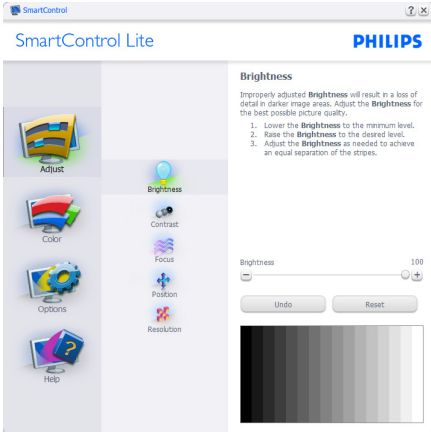 SmartControl
SmartControl Lite
PHILIPS
Adjust
Color
Options
Help
Brightness
Contrast
Focus
Position
Resolution
Brightness
Improperly adjusted Brightness will result in a loss of
detail in darker image areas. Adjust the Brightness for
the best possible picture quality.
1. Lower the Brightness to the minimum level.
2. Raise the Brightness to the desired level.
3. Adjust the Brightness as needed to achieve
an equal separation of the stripes.
Brightness 100
Undo Reset